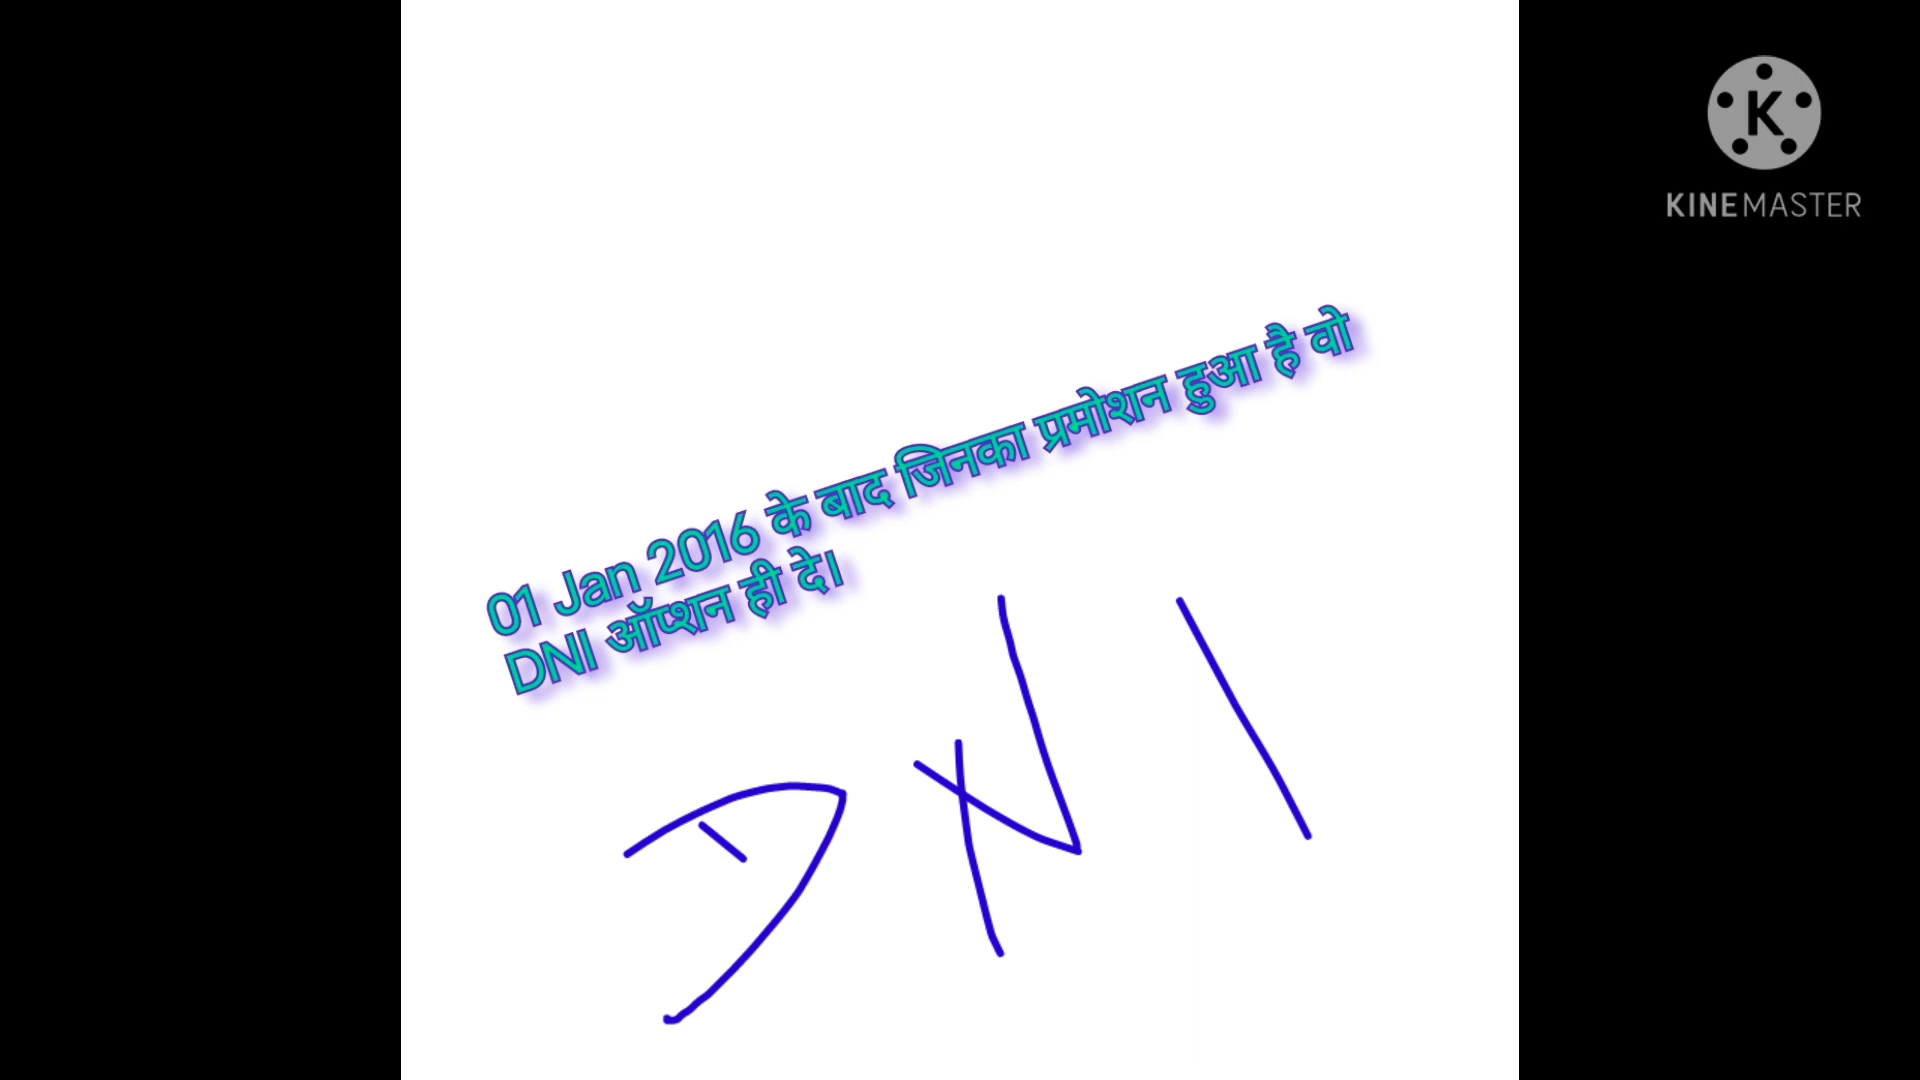 KINEMASTER
01 Jan 2016 के बाद जिनका प्रमोशन हुआ है वो
DNI ऑप्शन ही दे।
DNI